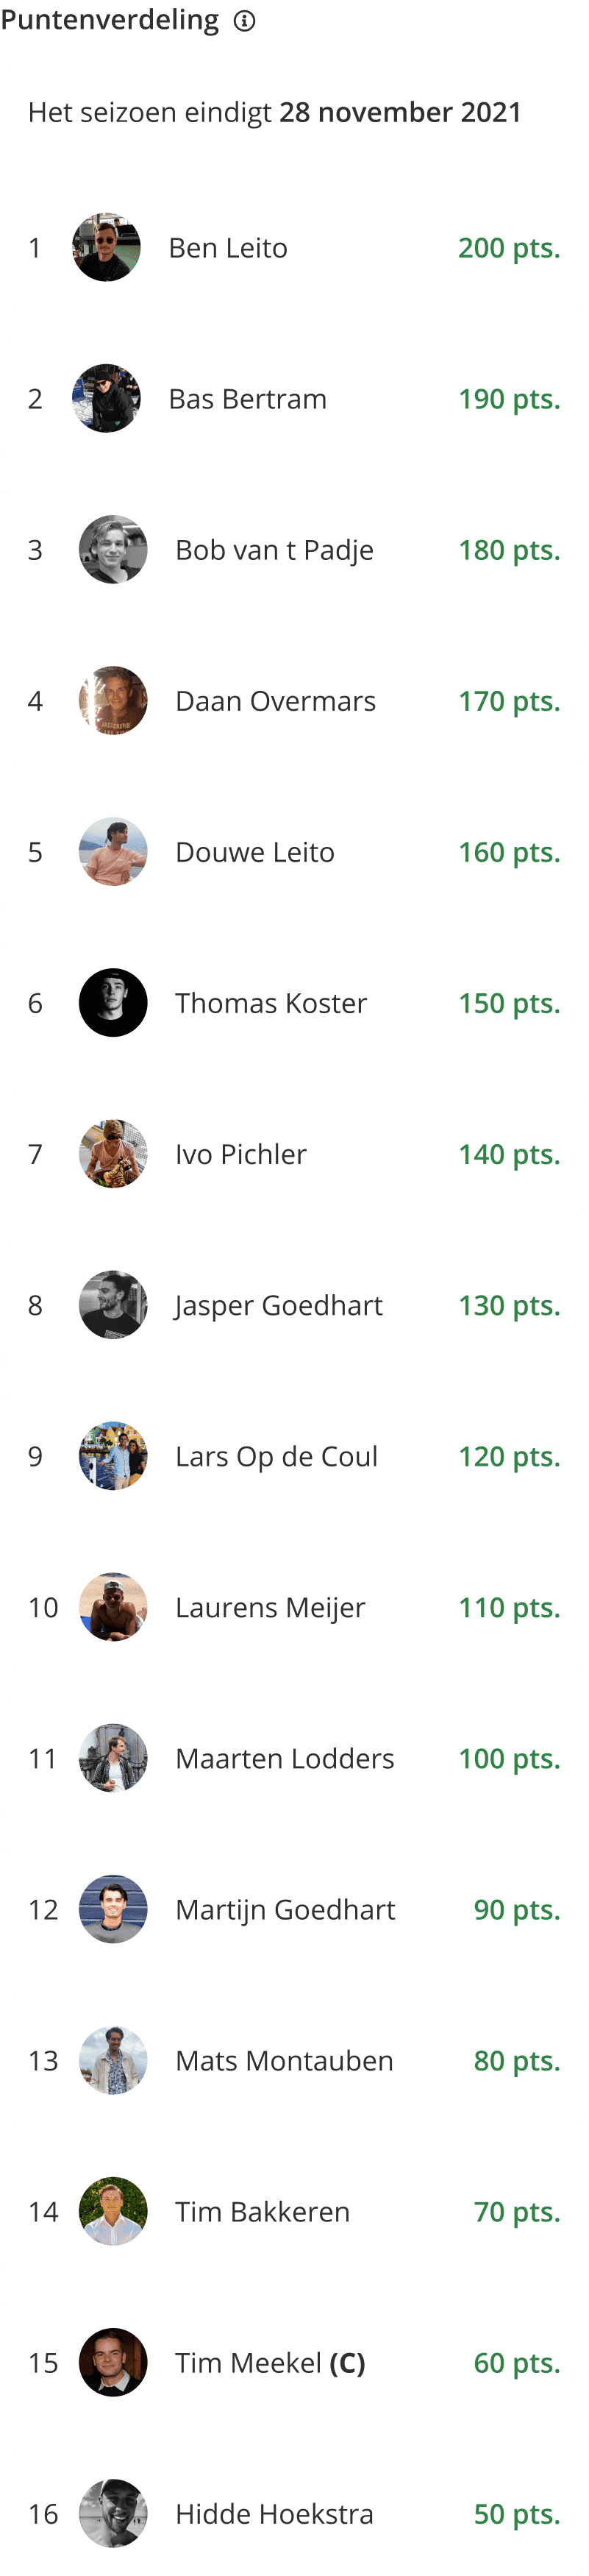 Puntenverdeling
Het seizoen eindigt 28 november 2021
1 Ben Leito 200 pts.
2 Bas Bertram 190 pts.
3 Bob van t Padje 180 pts.
4 Daan Overmars 170 pts.
5 Douwe Leito 160 pts.
6 Thomas Koster 150 pts.
7 Ivo Pichler 140 pts.
8 Jasper Goedhart 130 pts.
9 Lars Op de Coul 120 pts.
10 Laurens Meijer 110 pts.
11 Maarten Lodders 100 pts.
12 Martijn Goedhart 90 pts.
13 Mats Montauben 80 pts.
14 Tim Bakkeren 70 pts.
15 Tim Meekel (C) 60 pts.
16 Hidde Hoekstra 50 pts.